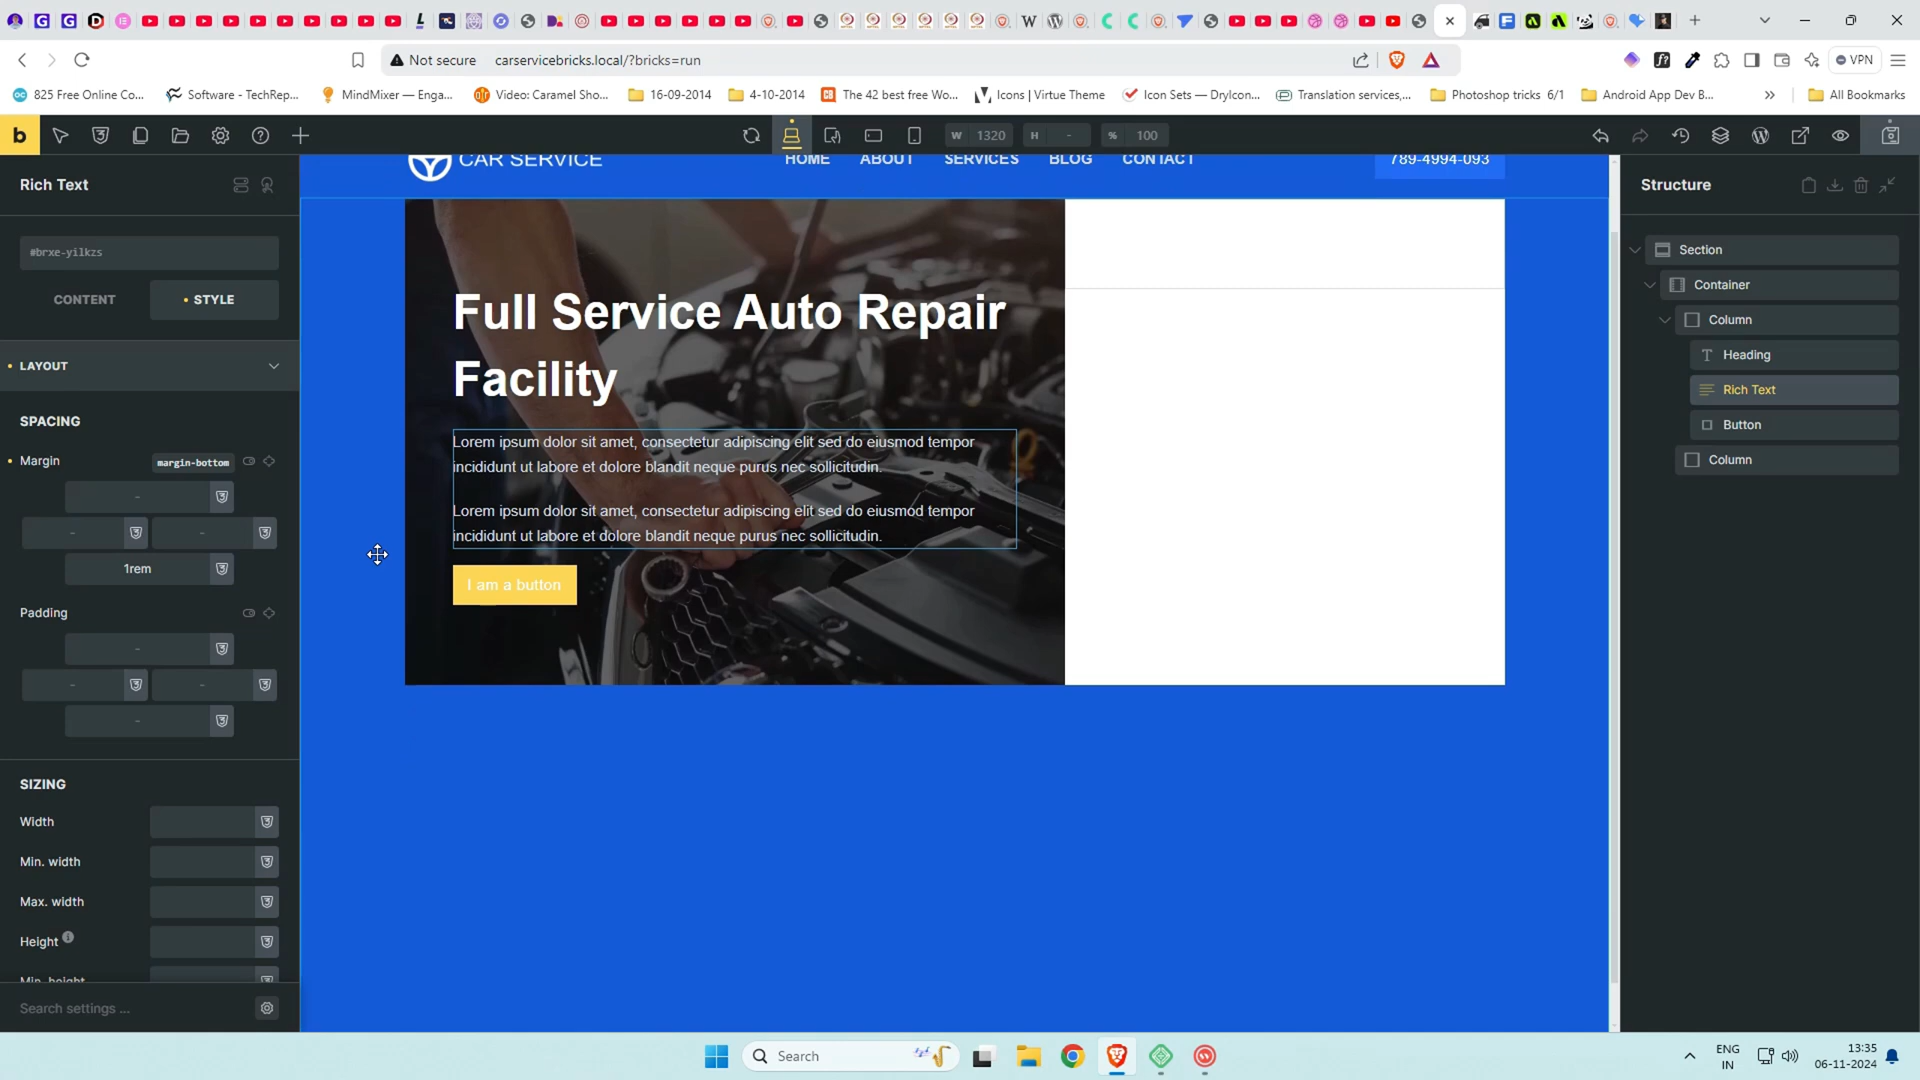 Not secure
carservicebricks.local/?bricks=run
VPN
825 Free Online Co...
Software - TechRep...
MindMixer — Enga...
Video: Caramel Sho...
16-09-2014
4-10-2014
The 42 best free Wo...
Icons | Virtue Theme
Icon Sets — DryIcon...
Translation services,...
Photoshop tricks 6/1
Android App Dev B...
All Bookmarks
b
W 1320
H -
% 100
Rich Text
#brxe-yilkzs
CONTENT
STYLE
LAYOUT
SPACING
Margin
margin-bottom
-
- -
1rem
Padding
-
- -
-
SIZING
Width
Min. width
Max. width
Height
Min. height
Search settings ...
CAR SERVICE
HOME
ABOUT
SERVICES
BLOG
CONTACT
789-4994-093
Full Service Auto Repair
Facility
Lorem ipsum dolor sit amet, consectetur adipiscing elit sed do eiusmod tempor
incididunt ut labore et dolore blandit neque purus nec sollicitudin.
Lorem ipsum dolor sit amet, consectetur adipiscing elit sed do eiusmod tempor
incididunt ut labore et dolore blandit neque purus nec sollicitudin.
I am a button
Structure
Section
Container
Column
Heading
Rich Text
Button
Column
Search
ENG
IN
13:35
06-11-2024